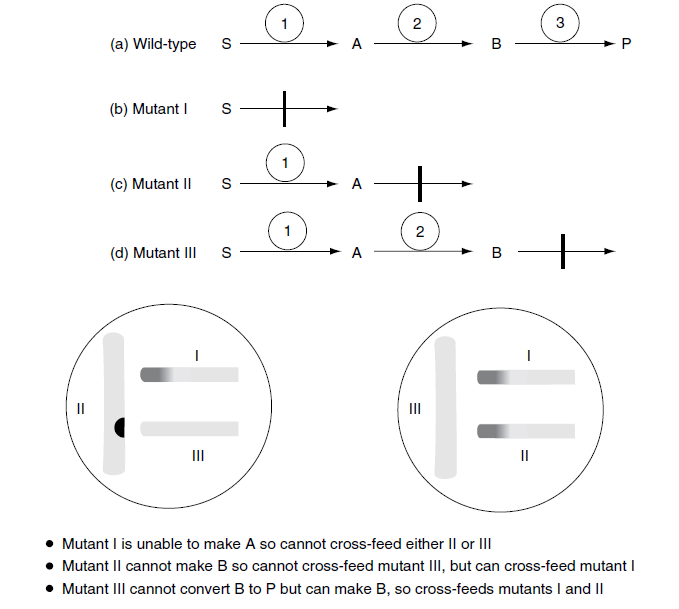 1 2 3
(a) Wild-type S A B P
(b) Mutant I S
1
(c) Mutant II S A
1 2
(d) Mutant III S A B
I I
II III
III II
● Mutant I is unable to make A so cannot cross-feed either II or III
● Mutant II cannot make B so cannot cross-feed mutant III, but can cross-feed mutant I
● Mutant III cannot convert B to P but can make B, so cross-feeds mutants I and II